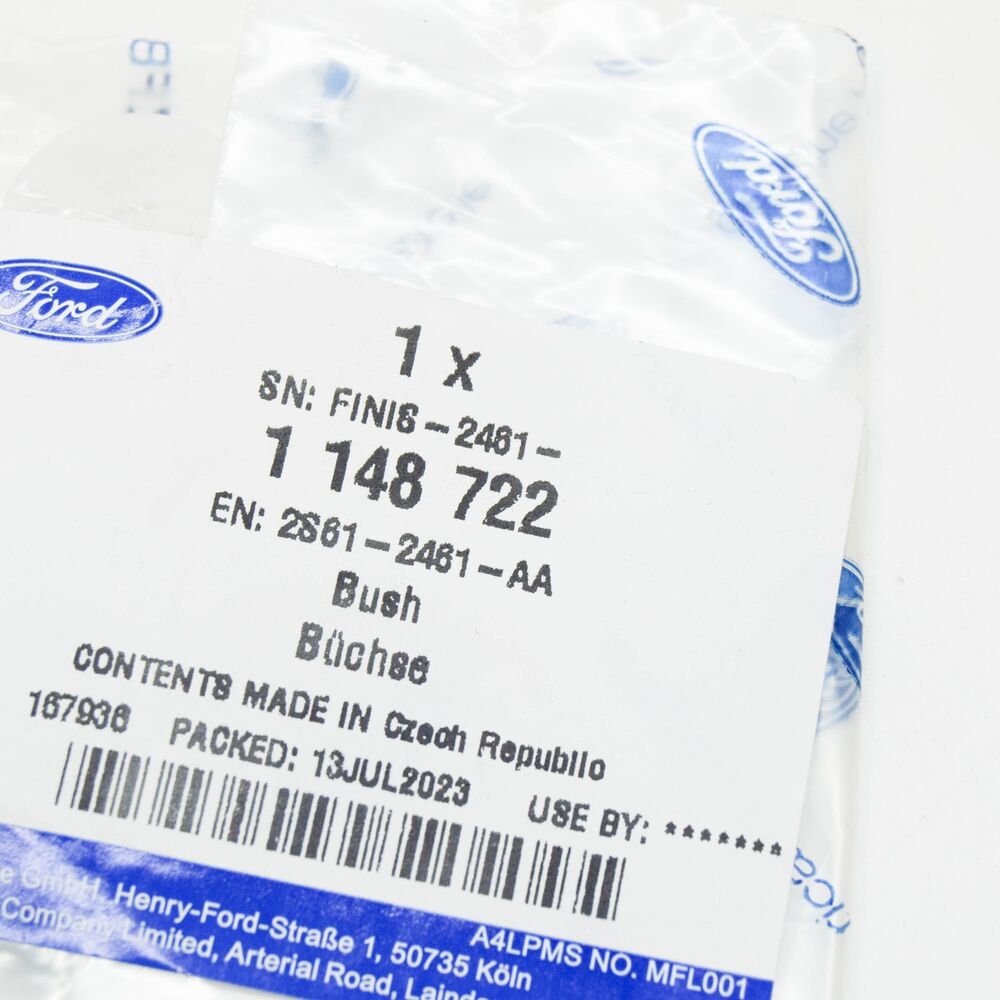 Ford
Ford
1 x
SN: FINIS-2461-
1 148 722
EN: 2S61-2461-AA
Bush
Büchse
CONTENTS MADE IN Czech Republic
167936 PACKED: 13JUL2023 USE BY: *******
A4LPMS NO. MFL001
GmbH, Henry-Ford-Straße 1, 50735 Köln
Company Limited, Arterial Road,